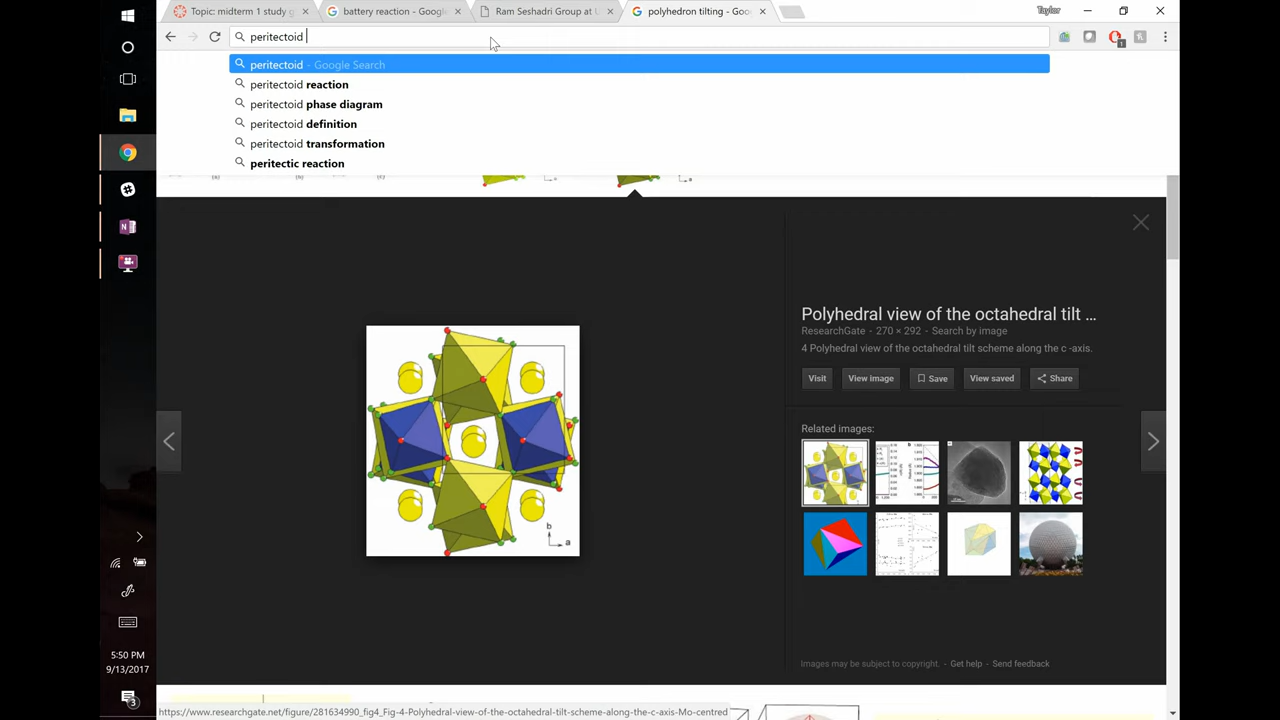 Topic: midterm 1 study g
battery reaction - Google
Ram Seshadri Group at U
polyhedron tilting - Goo
Taylor
peritectoid
peritectoid - Google Search
peritectoid reaction
peritectoid phase diagram
peritectoid definition
peritectoid transformation
peritectic reaction
1
Polyhedral view of the octahedral tilt ...
ResearchGate - 270 × 292 - Search by image
4 Polyhedral view of the octahedral tilt scheme along the c -axis.
Visit
View image
Save
View saved
Share
Related images:
b
a
Images may be subject to copyright. - Get help - Send feedback
5:50 PM
9/13/2017
3
https://www.researchgate.net/figure/281634990_fig4_Fig-4-Polyhedral-view-of-the-octahedral-tilt-scheme-along-the-c-axis-Mo-centred